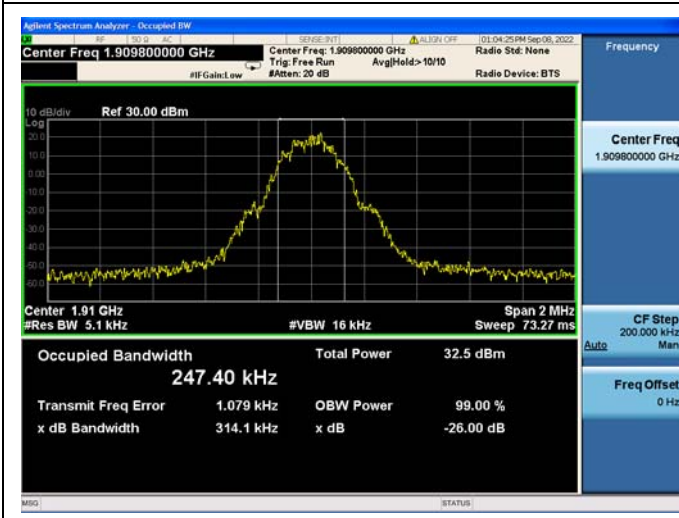 Agilent Spectrum Analyzer - Occupied BW
RF 50 Ω AC SENSE:INT ALIGN OFF 01:04:25 PM Sep 08, 2022
Center Freq 1.909800000 GHz Center Freq: 1.909800000 GHz Radio Std: None
Trig: Free Run Avg|Hold:>10/10
#IFGain:Low #Atten: 20 dB Radio Device: BTS
Frequency
10 dB/div Ref 30.00 dBm
Log
20.0
10.0
0.00
Center Freq
1.909800000 GHz
Center 1.91 GHz Span 2 MHz
#Res BW 5.1 kHz #VBW 16 kHz Sweep 73.27 ms
CF Step
200.000 kHz
Auto Man
Occupied Bandwidth Total Power 32.5 dBm
247.40 kHz
Transmit Freq Error 1.079 kHz OBW Power 99.00 %
x dB Bandwidth 314.1 kHz x dB -26.00 dB
Freq Offset
0 Hz
MSG STATUS